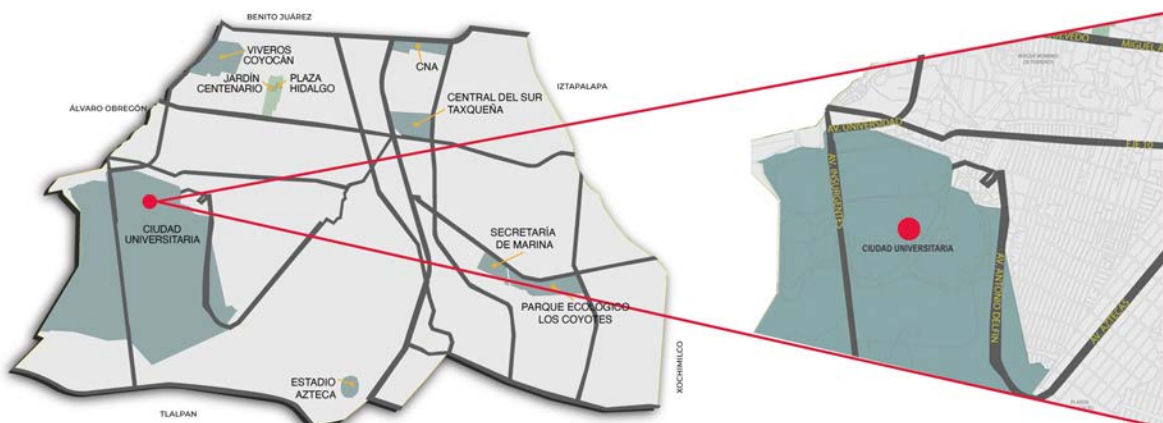 BENITO JUÁREZ
VIVEROS
COYOCÁN
CNA
JARDÍN
CENTENARIO
PLAZA
HIDALGO
IZTAPALAPA
CENTRAL DEL SUR
TAXQUEÑA
ÁLVARO OBREGÓN
CIUDAD
UNIVERSITARIA
SECRETARÍA
DE MARINA
PARQUE ECOLÓGICO
LOS COYOTES
XOCHIMILCO
ESTADIO
AZTECA
TLALPAN
MIGUEL A
AV. UNIVERSIDAD
EJE 10
AV. INSURGENTES
CIUDAD UNIVERSITARIA
AV. ANTONIO DELFIN
AV. AZTECAS